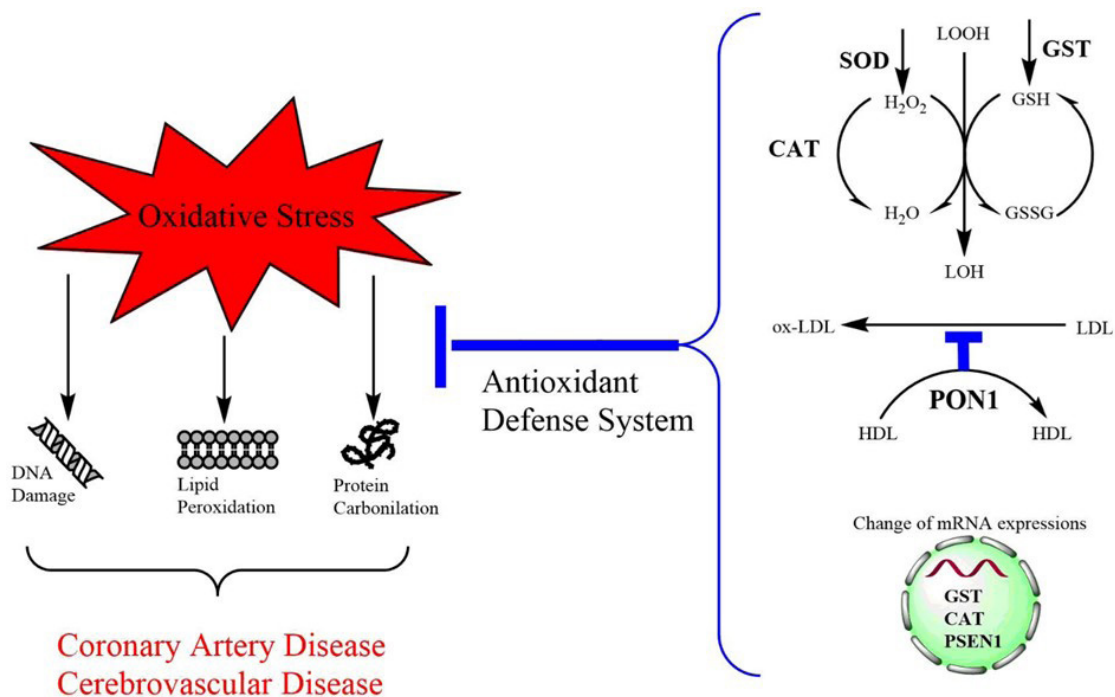 Oxidative Stress
DNA
Damage
Lipid
Peroxidation
Protein
Carbonilation
Coronary Artery Disease
Cerebrovascular Disease
Antioxidant
Defense System
SOD
LOOH
GST
H₂O₂
GSH
CAT
H₂O
GSSG
LOH
ox-LDL
LDL
PON1
HDL
HDL
Change of mRNA expressions
GST
CAT
PSEN1